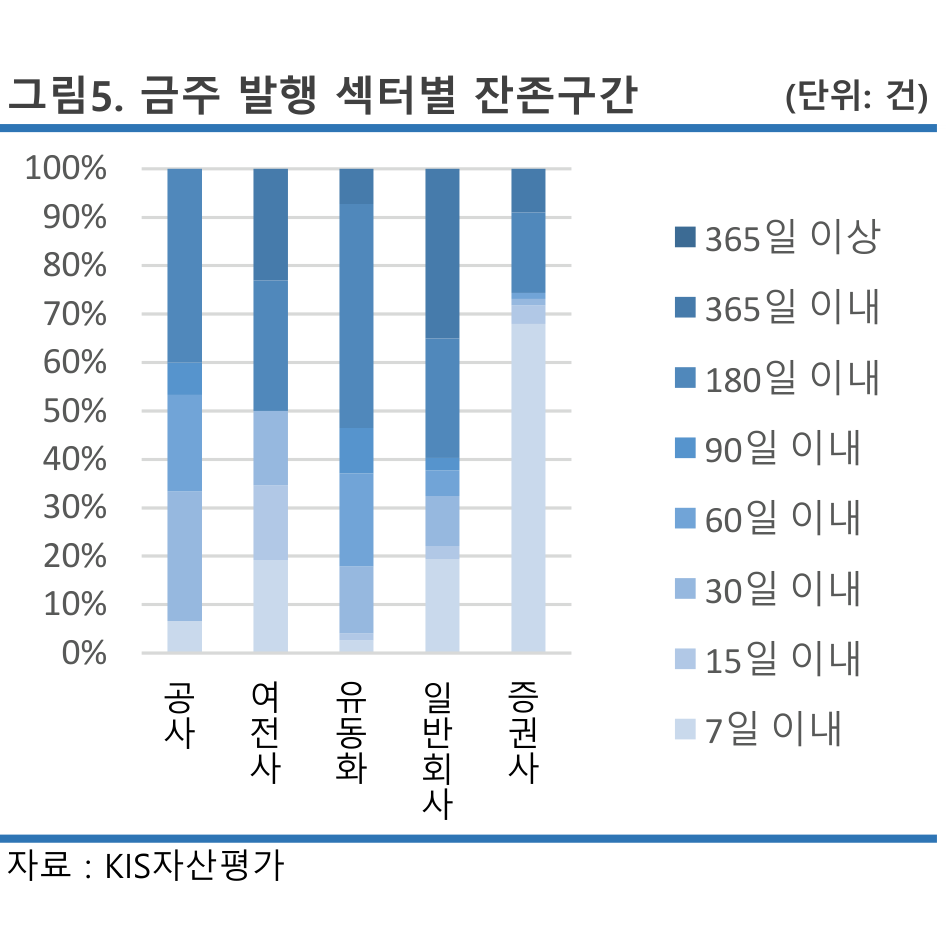 그림5. 금주 발행 섹터별 잔존구간 (단위: 건)
100%
90%
80%
70%
60%
50%
40%
30%
20%
10%
0%
공사
여전사
유동화
일반회사
증권사
365일 이상
365일 이내
180일 이내
90일 이내
60일 이내
30일 이내
15일 이내
7일 이내
자료 : KIS자산평가